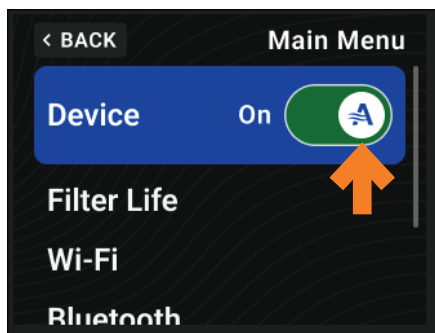 < BACK Main Menu
Device On
Filter Life
Wi-Fi
Bluetooth